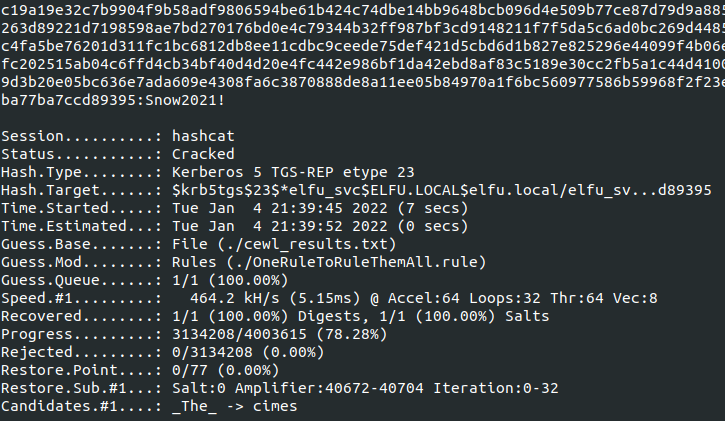 c19a19e32c7b9904f9b58adf9806594be61b424c74dbe14bb9648bcb096d4e509b77ce87d79d9a885
263d89221d7198598ae7bd270176bd0e4c79344b32ff987bf3cd9148211f7f5da5c6ad0bc269d4485
c4fa5be76201d311fc1bc6812db8ee11cdbc9ceede75def421d5cbd6d1b827e825296e44099f4b06e
fc202515ab04c6ffd4cb34bf40d4d20e4fc442e986bf1da42ebd8af83c5189e30cc2fb5a1c44d4100
9d3b20e05bc636e7ada609e4308fa6c3870888de8a11ee05b84970a1f6bc560977586b59968f2f23e
ba77ba7ccd89395:Snow2021!
Session..........: hashcat
Status...........: Cracked
Hash.Type........: Kerberos 5 TGS-REP etype 23
Hash.Target......: $krb5tgs$23$*elfu_svc$ELFU.LOCAL$elfu.local/elfu_sv...d89395
Time.Started.....: Tue Jan  4 21:39:45 2022 (7 secs)
Time.Estimated...: Tue Jan  4 21:39:52 2022 (0 secs)
Guess.Base.......: File (./cewl_results.txt)
Guess.Mod........: Rules (./OneRuleToRuleThemAll.rule)
Guess.Queue......: 1/1 (100.00%)
Speed.#1.........:   464.2 kH/s (5.15ms) @ Accel:64 Loops:32 Thr:64 Vec:8
Recovered........: 1/1 (100.00%) Digests, 1/1 (100.00%) Salts
Progress.........: 3134208/4003615 (78.28%)
Rejected.........: 0/3134208 (0.00%)
Restore.Point....: 0/77 (0.00%)
Restore.Sub.#1...: Salt:0 Amplifier:40672-40704 Iteration:0-32
Candidates.#1....: _The_ -> cimes